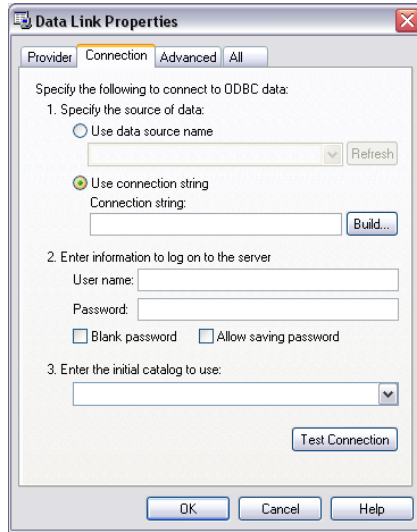 Data Link Properties
Provider Connection Advanced All
Specify the following to connect to ODBC data:
1. Specify the source of data:
Use data source name
Refresh
Use connection string
Connection string:
Build...
2. Enter information to log on to the server
User name:
Password:
Blank password Allow saving password
3. Enter the initial catalog to use:
Test Connection
OK Cancel Help